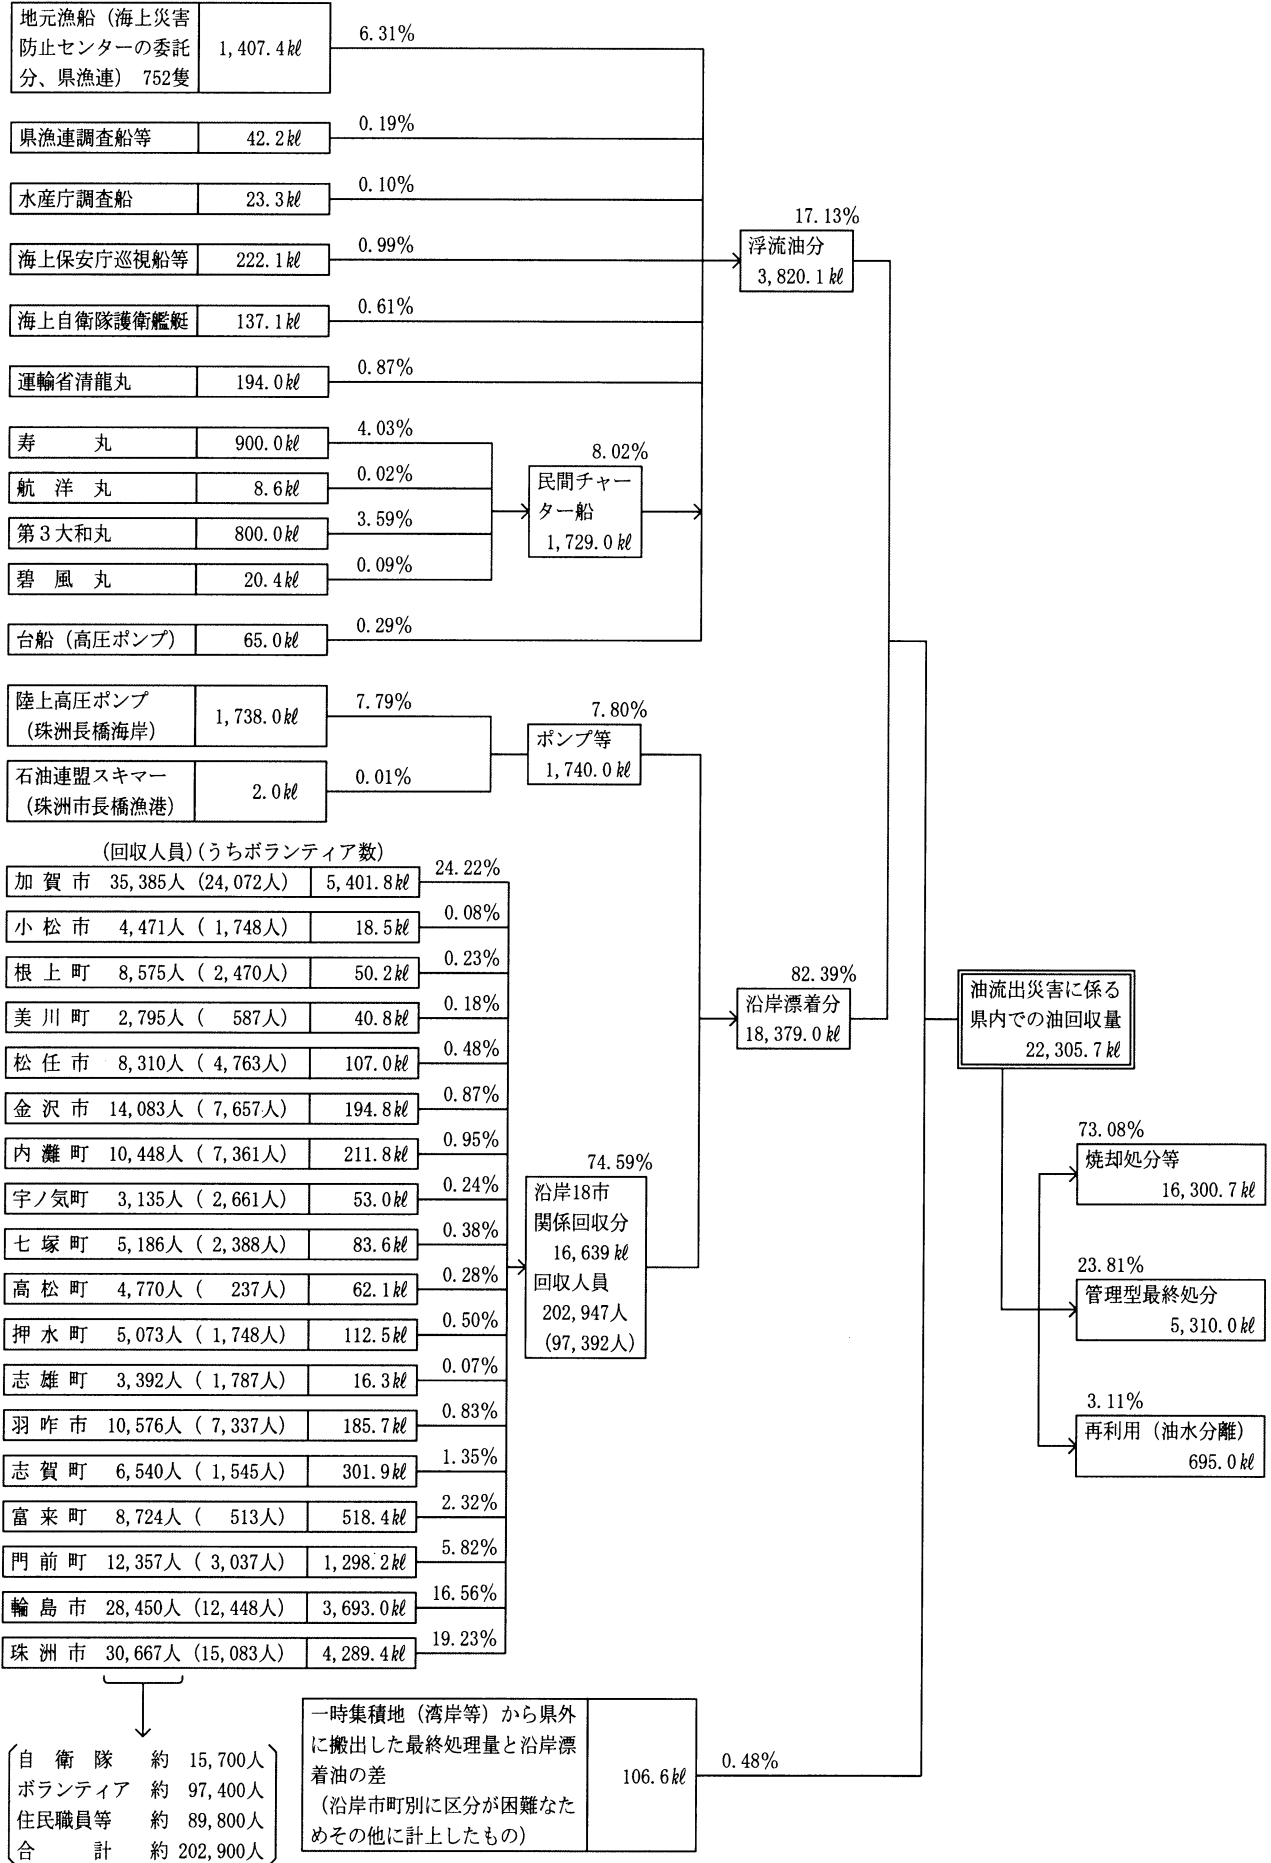 地元漁船（海上災害
防止センターの委託
分、県漁連） 752隻
1,407.4㎘
6.31%
県漁連調査船等 42.2㎘
0.19%
水産庁調査船 23.3㎘
0.10%
海上保安庁巡視船等 222.1㎘
0.99%
海上自衛隊護衛艦艇 137.1㎘
0.61%
運輸省清龍丸 194.0㎘
0.87%
寿丸 900.0㎘
4.03%
航洋丸 8.6㎘
0.02%
第３大和丸 800.0㎘
3.59%
碧風丸 20.4㎘
0.09%
8.02%
民間チャー
ター船
1,729.0㎘
台船（高圧ポンプ） 65.0㎘
0.29%
17.13%
浮流油分
3,820.1㎘
陸上高圧ポンプ
（珠洲長橋海岸）
1,738.0㎘
7.79%
石油連盟スキマー
（珠洲市長橋漁港）
2.0㎘
0.01%
7.80%
ポンプ等
1,740.0㎘
(回収人員)(うちボランティア数)
加賀市 35,385人 (24,072人) 5,401.8㎘
24.22%
小松市 4,471人 ( 1,748人) 18.5㎘
0.08%
根上町 8,575人 ( 2,470人) 50.2㎘
0.23%
美川町 2,795人 ( 587人) 40.8㎘
0.18%
松任市 8,310人 ( 4,763人) 107.0㎘
0.48%
金沢市 14,083人 ( 7,657人) 194.8㎘
0.87%
内灘町 10,448人 ( 7,361人) 211.8㎘
0.95%
宇ノ気町 3,135人 ( 2,661人) 53.0㎘
0.24%
七塚町 5,186人 ( 2,388人) 83.6㎘
0.38%
高松町 4,770人 ( 237人) 62.1㎘
0.28%
押水町 5,073人 ( 1,748人) 112.5㎘
0.50%
志雄町 3,392人 ( 1,787人) 16.3㎘
0.07%
羽咋市 10,576人 ( 7,337人) 185.7㎘
0.83%
志賀町 6,540人 ( 1,545人) 301.9㎘
1.35%
富来町 8,724人 ( 513人) 518.4㎘
2.32%
門前町 12,357人 ( 3,037人) 1,298.2㎘
5.82%
輪島市 28,450人 (12,448人) 3,693.0㎘
16.56%
珠洲市 30,667人 (15,083人) 4,289.4㎘
19.23%
74.59%
沿岸18市
関係回収分
16,639㎘
回収人員
202,947人
(97,392人)
82.39%
沿岸漂着分
18,379.0㎘
油流出災害に係る
県内での油回収量
22,305.7㎘
73.08%
焼却処分等
16,300.7㎘
23.81%
管理型最終処分
5,310.0㎘
3.11%
再利用（油水分離）
695.0㎘
自衛隊 約 15,700人
ボランティア 約 97,400人
住民職員等 約 89,800人
合計 約 202,900人
一時集積地（湾岸等）から県外
に搬出した最終処理量と沿岸漂
着油の差
（沿岸市町別に区分が困難なた
めその他に計上したもの）
106.6㎘
0.48%